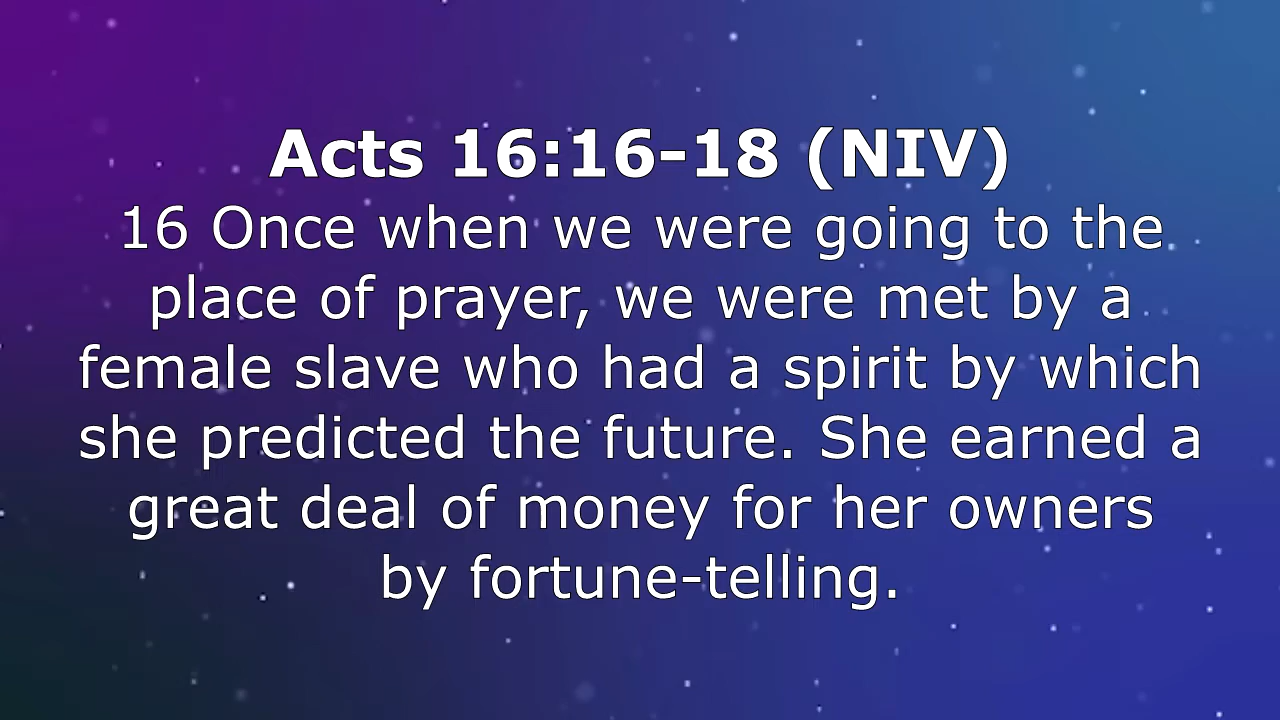 Acts 16:16-18 (NIV)
16 Once when we were going to the
place of prayer, we were met by a
female slave who had a spirit by which
she predicted the future. She earned a
great deal of money for her owners
by fortune-telling.